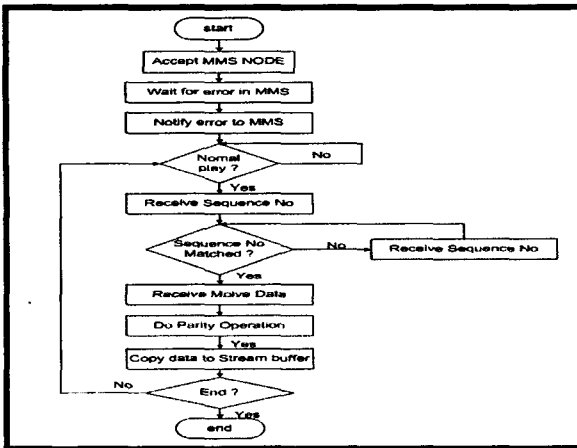 start
Accept MMS NODE
Wait for error in MMS
Notify error to MMS
Nomal
play ?
No
Yes
Receive Sequence No
Sequence No
Matched ?
No
Receive Sequence No
Yes
Receive Moive Data
Do Parity Operation
Yes
Copy data to Stream buffer
No
End ?
Yes
end